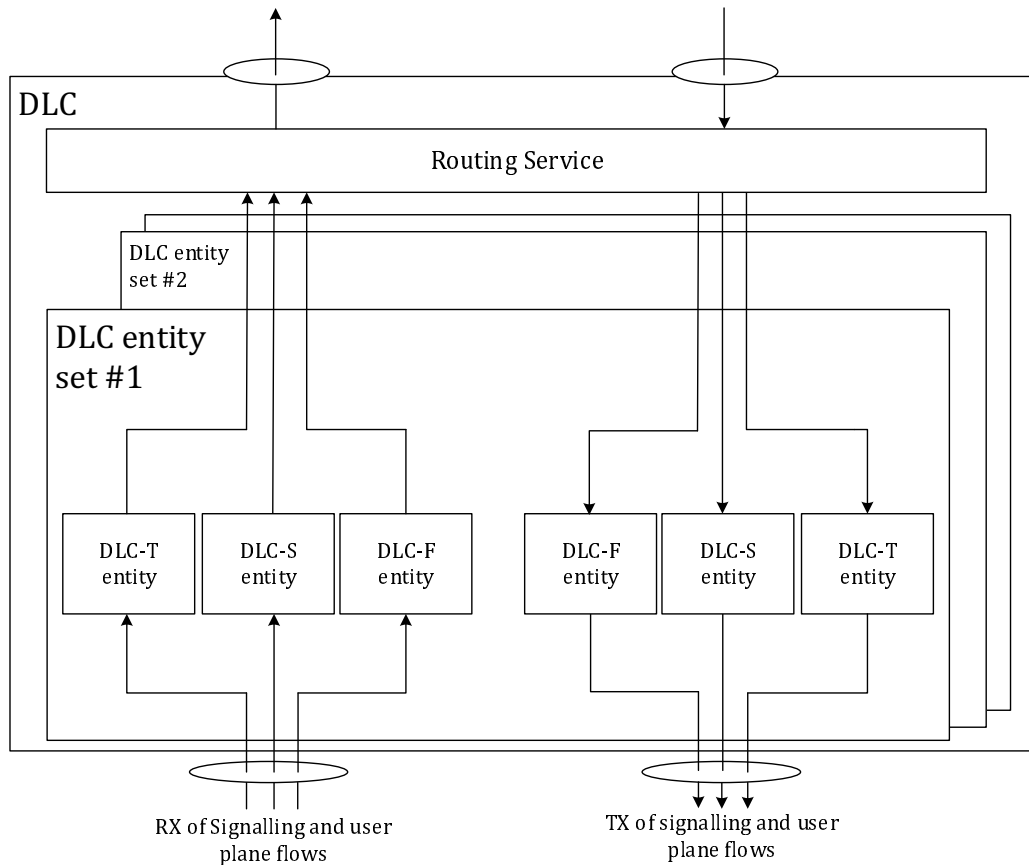 DLC
Routing Service
DLC entity
set #2
DLC entity
set #1
DLC-T
entity
DLC-S
entity
DLC-F
entity
DLC-F
entity
DLC-S
entity
DLC-T
entity
RX of Signalling and user
plane flows
TX of signalling and user
plane flows